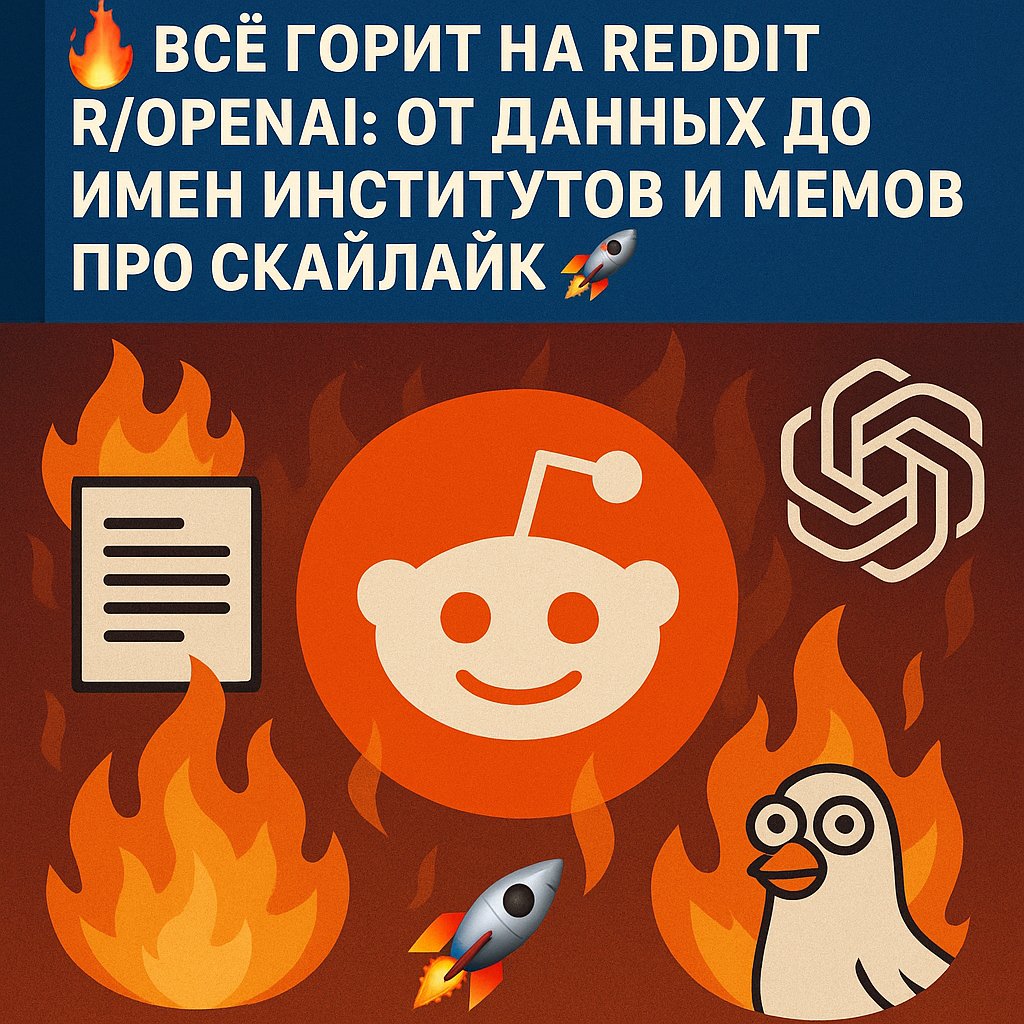 🔥 ВСЁ ГОРИТ НА REDDIT
R/OPENAI: ОТ ДАННЫХ ДО
ИМЕН ИНСТИТУТОВ И МЕМОВ
ПРО СКАЙЛАЙК 🚀